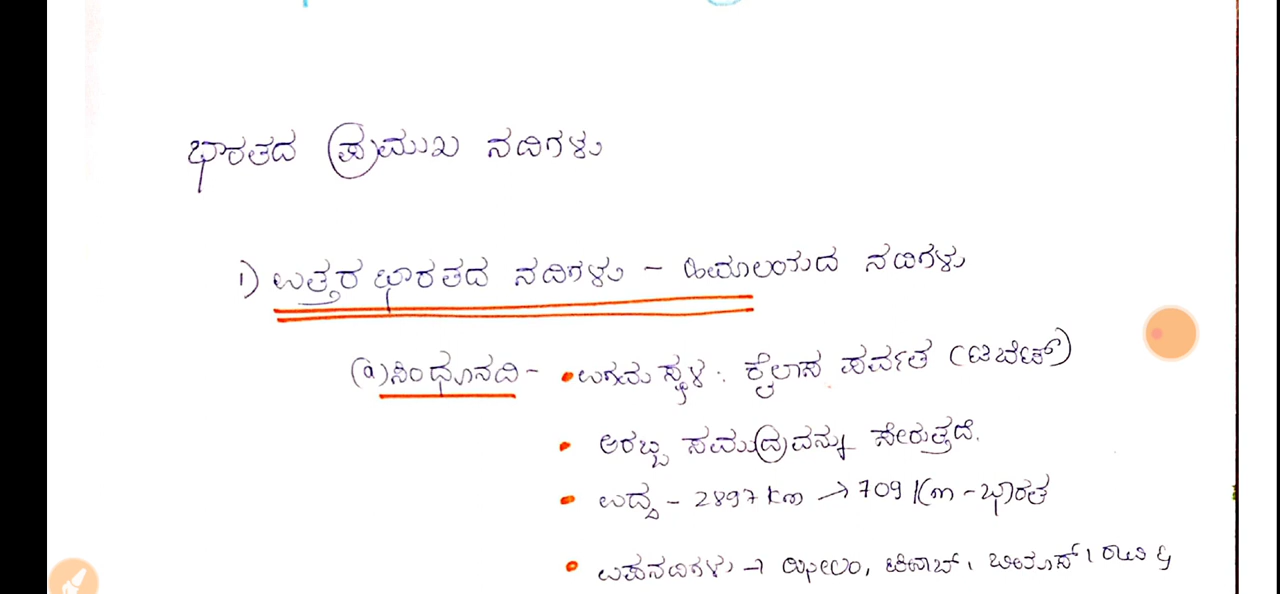 ಭಾರತದ ಪ್ರಮುಖ ನದಿಗಳು
1) ಉತ್ತರ ಭಾರತದ ನದಿಗಳು - ಹಿಮಾಲಯದ ನದಿಗಳು
(a) ಸಿಂಧೂನದಿ - • ಉಗಮ ಸ್ಥಳ : ಕೈಲಾಸ ಪರ್ವತ (ಟಿಬೇಟ್)
• ಅರಬ್ಬಿ ಸಮುದ್ರವನ್ನು ಸೇರುತ್ತದೆ.
• ಉದ್ದ - 2897 Km → 709 Km - ಭಾರತ
• ಉಪನದಿಗಳು → ಝೀಲಂ, ಚಿನಾಬ್, ಬಿಯಾಸ್, ರಾವಿ &